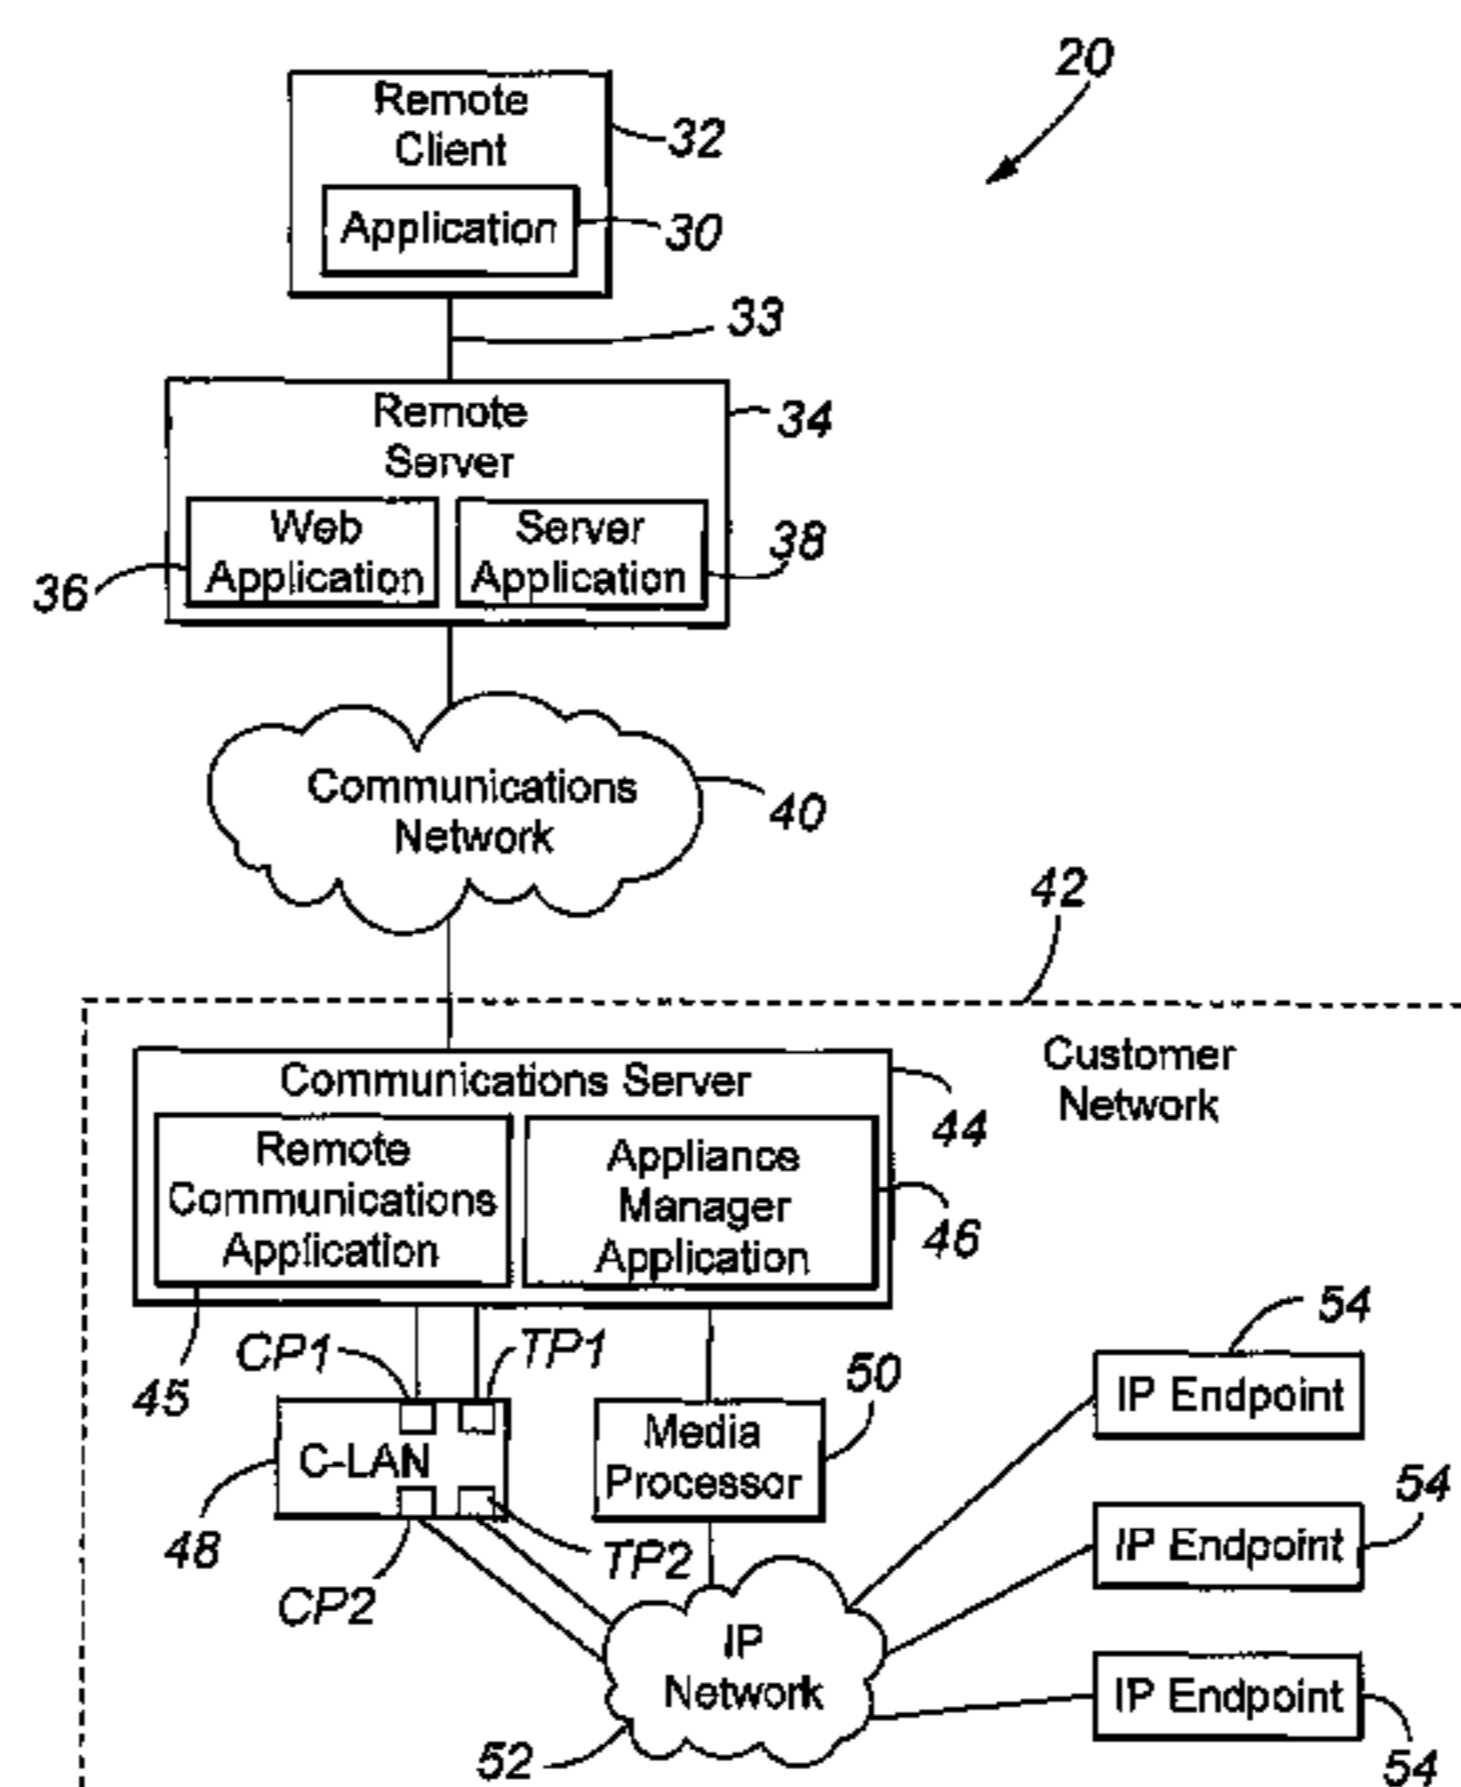 20
Remote
Client
32
Application
30
33
Remote
Server
34
Web
Application
Server
Application
36
38
Communications
Network
40
42
Customer
Network
Communications Server
44
Remote
Communications
Application
Appliance
Manager
Application
46
45
CP1
TP1
50
54
IP Endpoint
C-LAN
Media
Processor
48
CP2
TP2
54
IP Endpoint
IP
Network
52
IP Endpoint
54